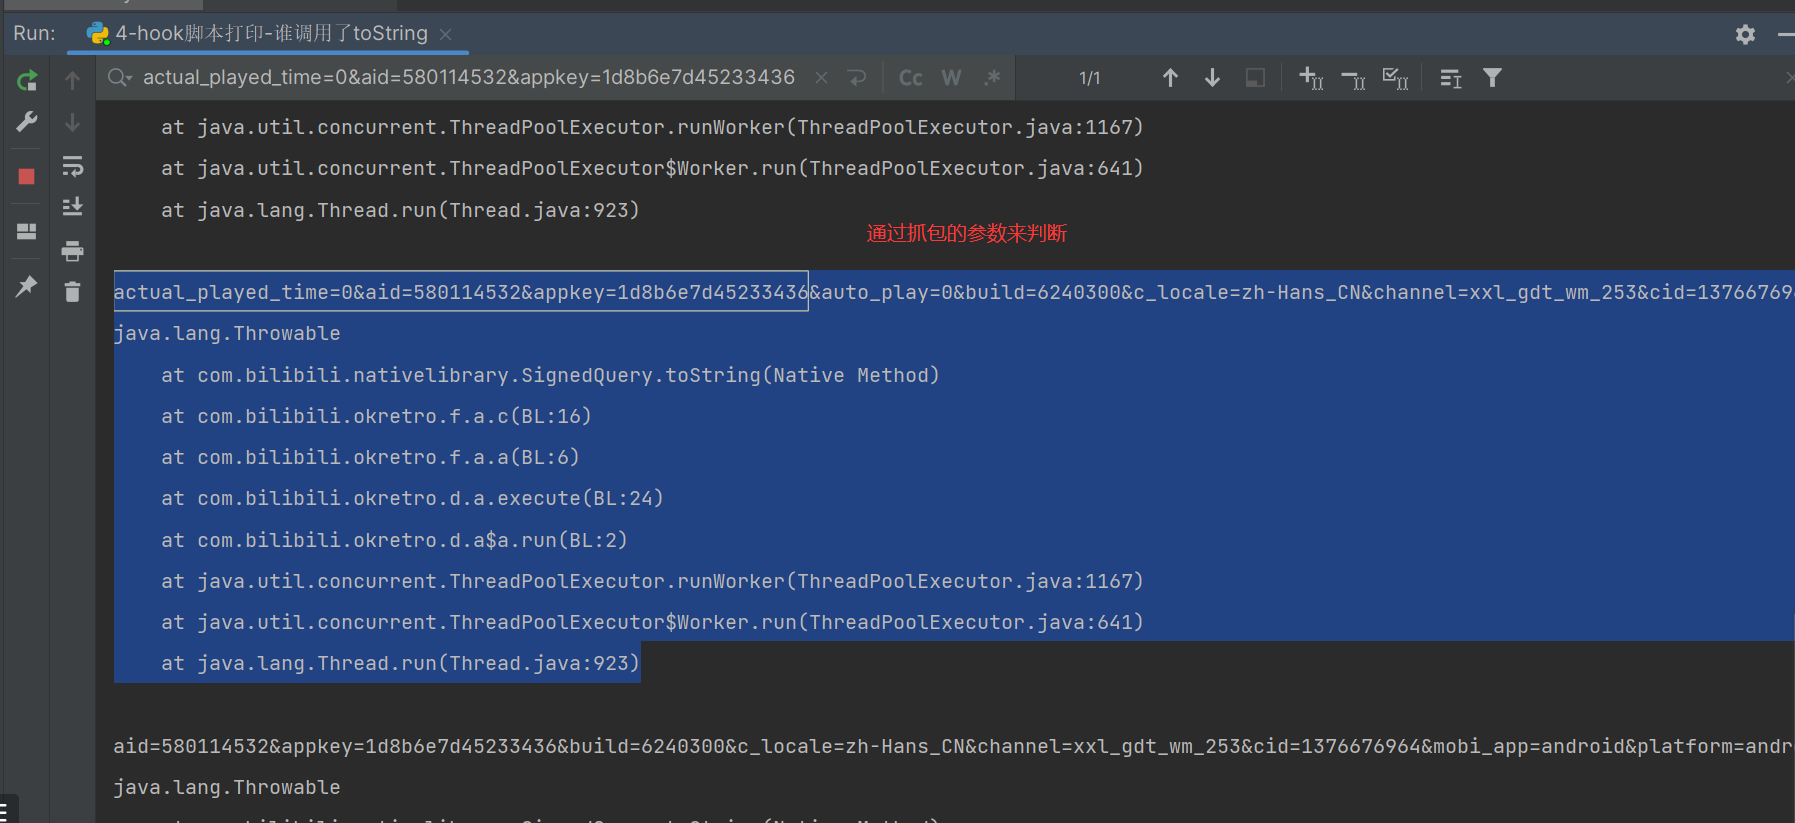 Run: 4-hook脚本打印-谁调用了toString
actual_played_time=0&aid=580114532&appkey=1d8b6e7d45233436 Cc W .* 1/1
at java.util.concurrent.ThreadPoolExecutor.runWorker(ThreadPoolExecutor.java:1167)
at java.util.concurrent.ThreadPoolExecutor$Worker.run(ThreadPoolExecutor.java:641)
at java.lang.Thread.run(Thread.java:923)
通过抓包的参数来判断
actual_played_time=0&aid=580114532&appkey=1d8b6e7d45233436&auto_play=0&build=6240300&c_locale=zh-Hans_CN&channel=xxl_gdt_wm_253&cid=13766769
java.lang.Throwable
at com.bilibili.nativelibrary.SignedQuery.toString(Native Method)
at com.bilibili.okretro.f.a.c(BL:16)
at com.bilibili.okretro.f.a.a(BL:6)
at com.bilibili.okretro.d.a.execute(BL:24)
at com.bilibili.okretro.d.a$a.run(BL:2)
at java.util.concurrent.ThreadPoolExecutor.runWorker(ThreadPoolExecutor.java:1167)
at java.util.concurrent.ThreadPoolExecutor$Worker.run(ThreadPoolExecutor.java:641)
at java.lang.Thread.run(Thread.java:923)
aid=580114532&appkey=1d8b6e7d45233436&build=6240300&c_locale=zh-Hans_CN&channel=xxl_gdt_wm_253&cid=1376676964&mobi_app=android&platform=andr
java.lang.Throwable